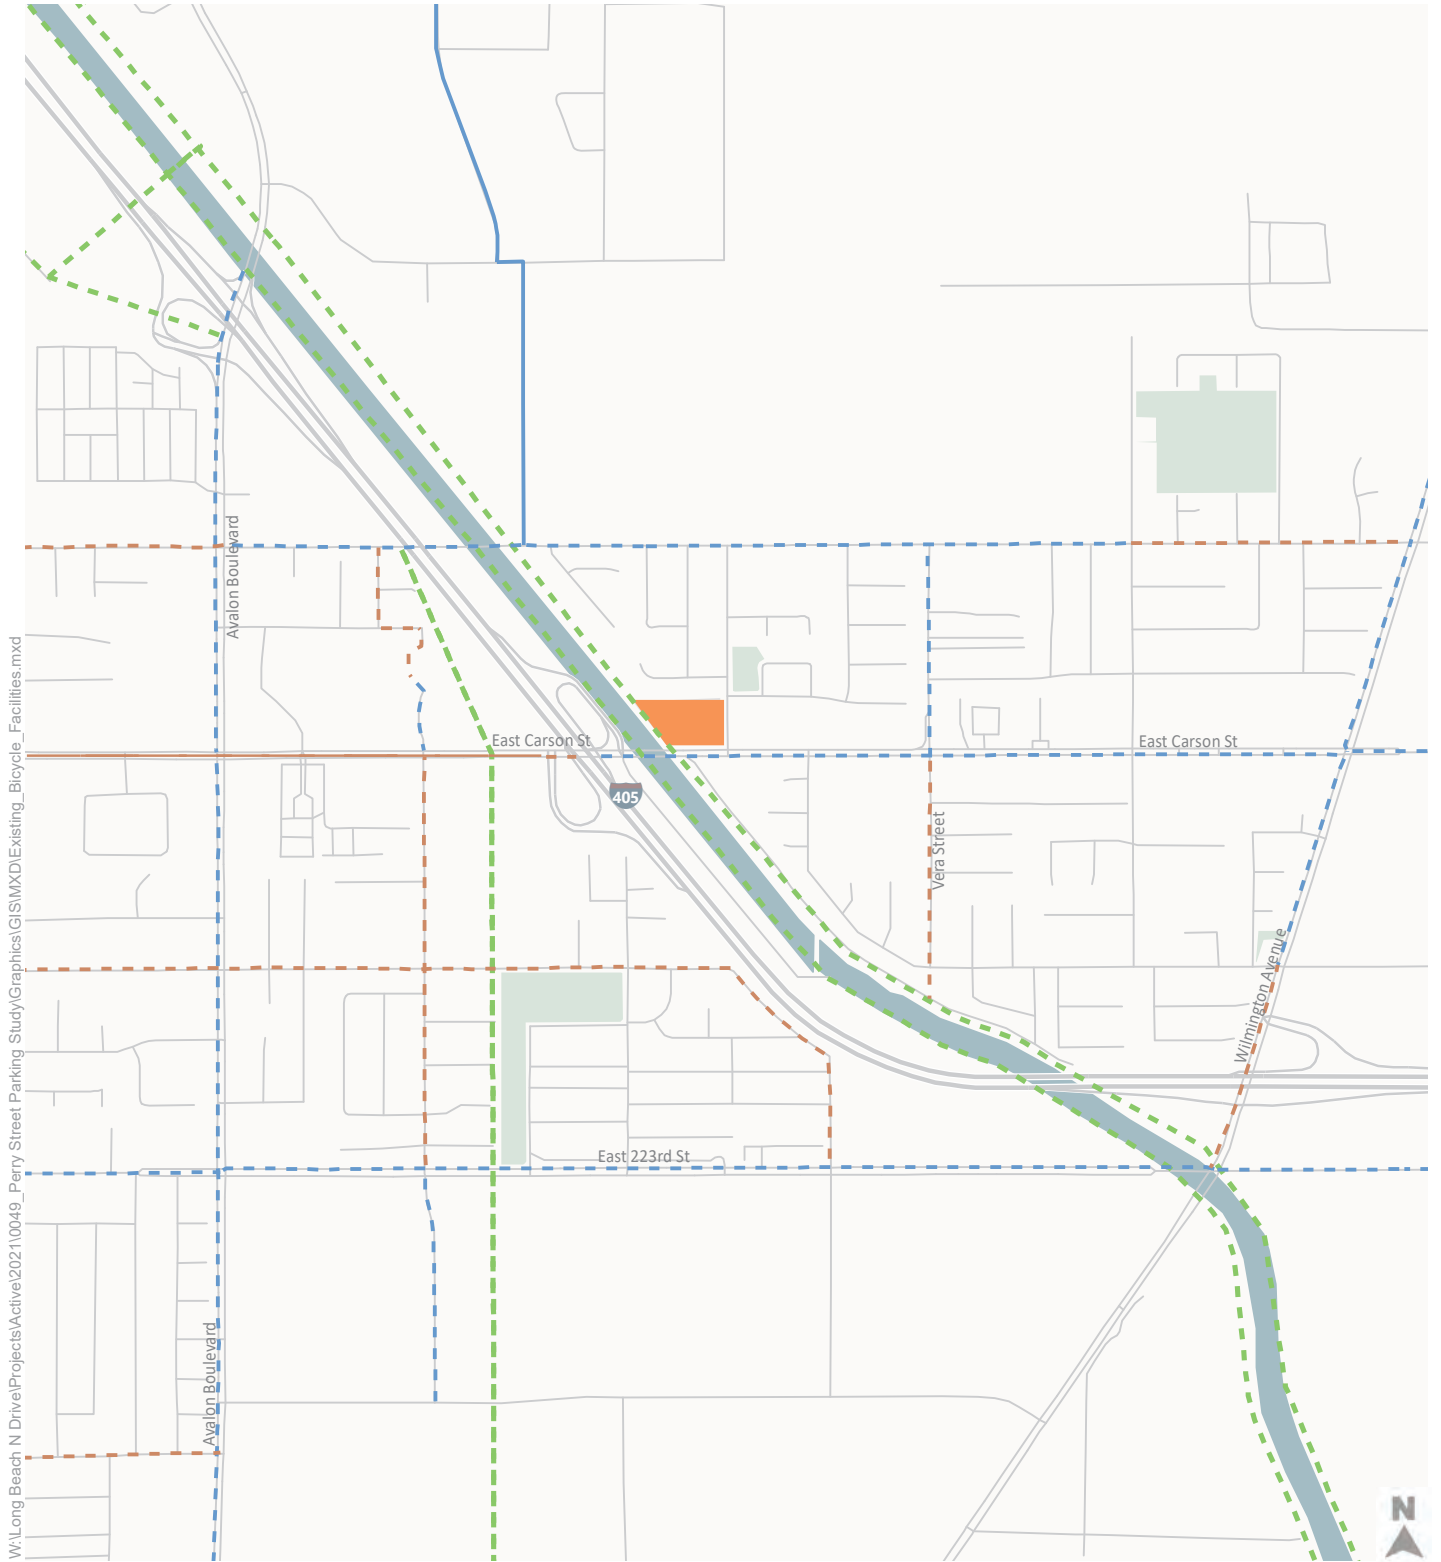 Avalon Boulevard
East Carson St
East Carson St
405
Vera Street
Wilmington Avenue
East 223rd St
Avalon Boulevard
N
W:\Long Beach N Drive\Projects\Active\2021\0049_Perry Street Parking Study\Graphics\GIS\MXD\Existing_Bicycle_Facilities.mxd